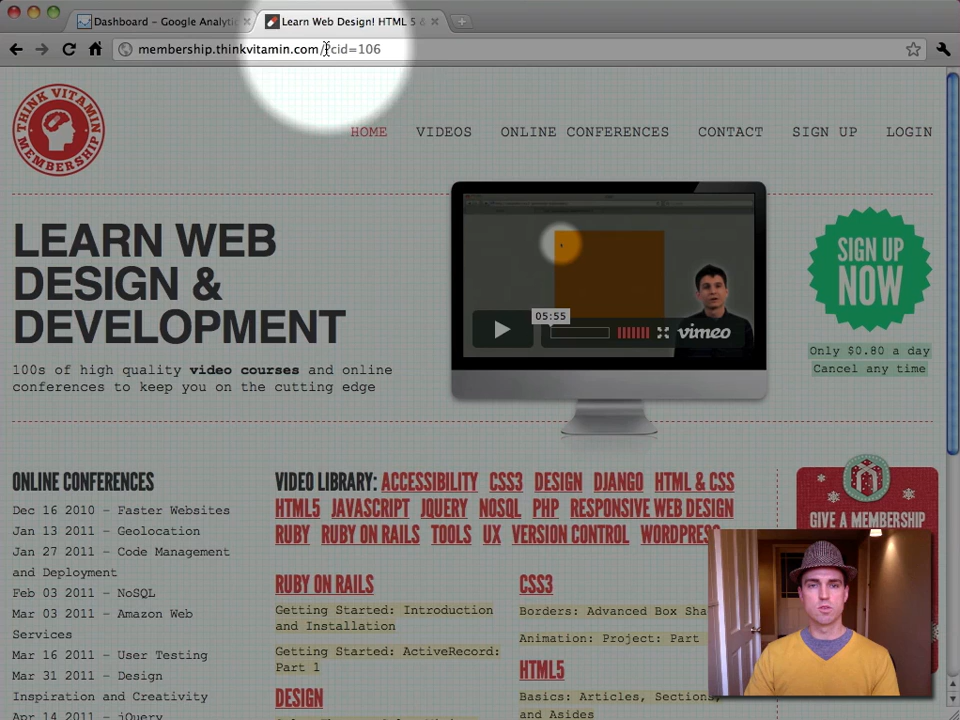 Dashboard – Google Analytic
Learn Web Design! HTML 5 &
membership.thinkvitamin.com/?cid=106
THINK VITAMIN
MEMBERSHIP
HOME VIDEOS ONLINE CONFERENCES CONTACT SIGN UP LOGIN
LEARN WEB
DESIGN &
DEVELOPMENT
100s of high quality video courses and online
conferences to keep you on the cutting edge
05:55
vimeo
SIGN UP
NOW
Only $0.80 a day
Cancel any time
ONLINE CONFERENCES
Dec 16 2010 – Faster Websites
Jan 13 2011 – Geolocation
Jan 27 2011 – Code Management
and Deployment
Feb 03 2011 – NoSQL
Mar 03 2011 – Amazon Web
Services
Mar 16 2011 – User Testing
Mar 31 2011 – Design
Inspiration and Creativity
Apr 14 2011 – jQuery
VIDEO LIBRARY: ACCESSIBILITY CSS3 DESIGN DJANGO HTML & CSS
HTML5 JAVASCRIPT JQUERY NOSQL PHP RESPONSIVE WEB DESIGN
RUBY RUBY ON RAILS TOOLS UX VERSION CONTROL WORDPRESS
RUBY ON RAILS
Getting Started: Introduction
and Installation
Getting Started: ActiveRecord:
Part 1
DESIGN
CSS3
Borders: Advanced Box Sha
Animation: Project: Part
HTML5
Basics: Articles, Sections,
and Asides
GIVE A MEMBERSHIP